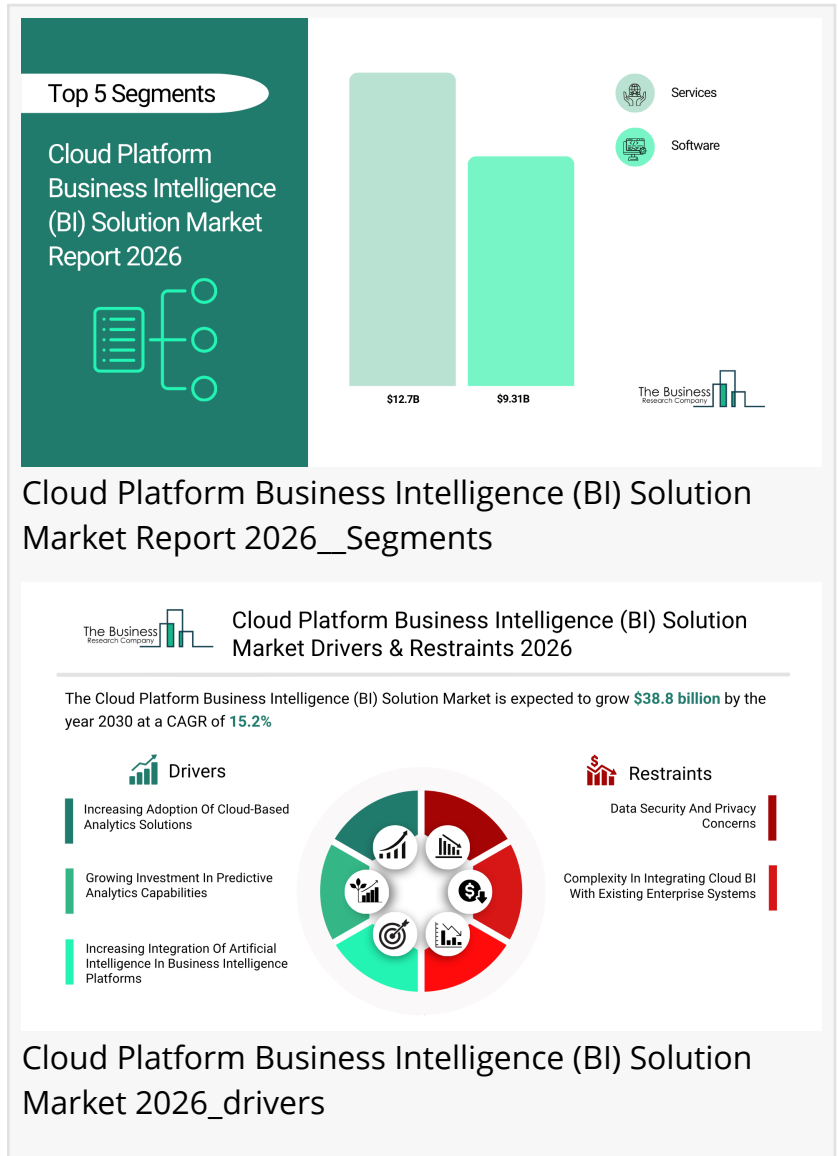 Top 5 Segments
Cloud Platform
Business Intelligence
(BI) Solution Market
Report 2026
Services
Software
$12.7B
$9.31B
The Business
Research Company
Cloud Platform Business Intelligence (BI) Solution
Market Report 2026__Segments
The Business
Research Company
Cloud Platform Business Intelligence (BI) Solution
Market Drivers & Restraints 2026
The Cloud Platform Business Intelligence (BI) Solution Market is expected to grow $38.8 billion by the
year 2030 at a CAGR of 15.2%
Drivers
Increasing Adoption Of Cloud-Based
Analytics Solutions
Growing Investment In Predictive
Analytics Capabilities
Increasing Integration Of Artificial
Intelligence In Business Intelligence
Platforms
Restraints
Data Security And Privacy
Concerns
Complexity In Integrating Cloud BI
With Existing Enterprise Systems
Cloud Platform Business Intelligence (BI) Solution
Market 2026_drivers